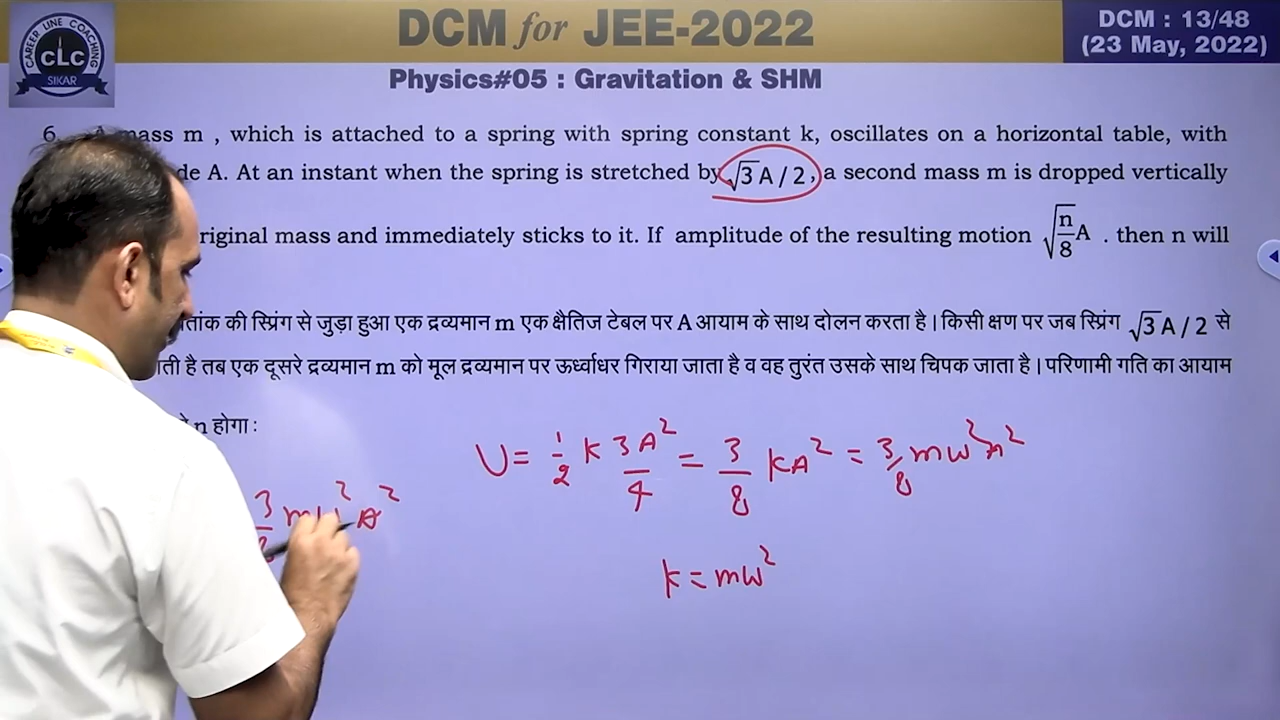 CAREER LINE COACHING
CLC
SIKAR
DCM for JEE-2022
DCM : 13/48
(23 May, 2022)
Physics#05 : Gravitation & SHM
6. mass m , which is attached to a spring with spring constant k, oscillates on a horizontal table, with
de A. At an instant when the spring is stretched by √3 A / 2, a second mass m is dropped vertically
riginal mass and immediately sticks to it. If amplitude of the resulting motion √(n/8) A . then n will
तांक की स्प्रिंग से जुड़ा हुआ एक द्रव्यमान m एक क्षैतिज टेबल पर A आयाम के साथ दोलन करता है। किसी क्षण पर जब स्प्रिंग √3 A / 2 से
ती है तब एक दूसरे द्रव्यमान m को मूल द्रव्यमान पर ऊर्ध्वाधर गिराया जाता है व वह तुरंत उसके साथ चिपक जाता है। परिणामी गति का आयाम
n होगा :
U = 1/2 k 3A²/4 = 3/8 kA² = 3/8 mω²A²
3/8 mω²A²
k = mω²